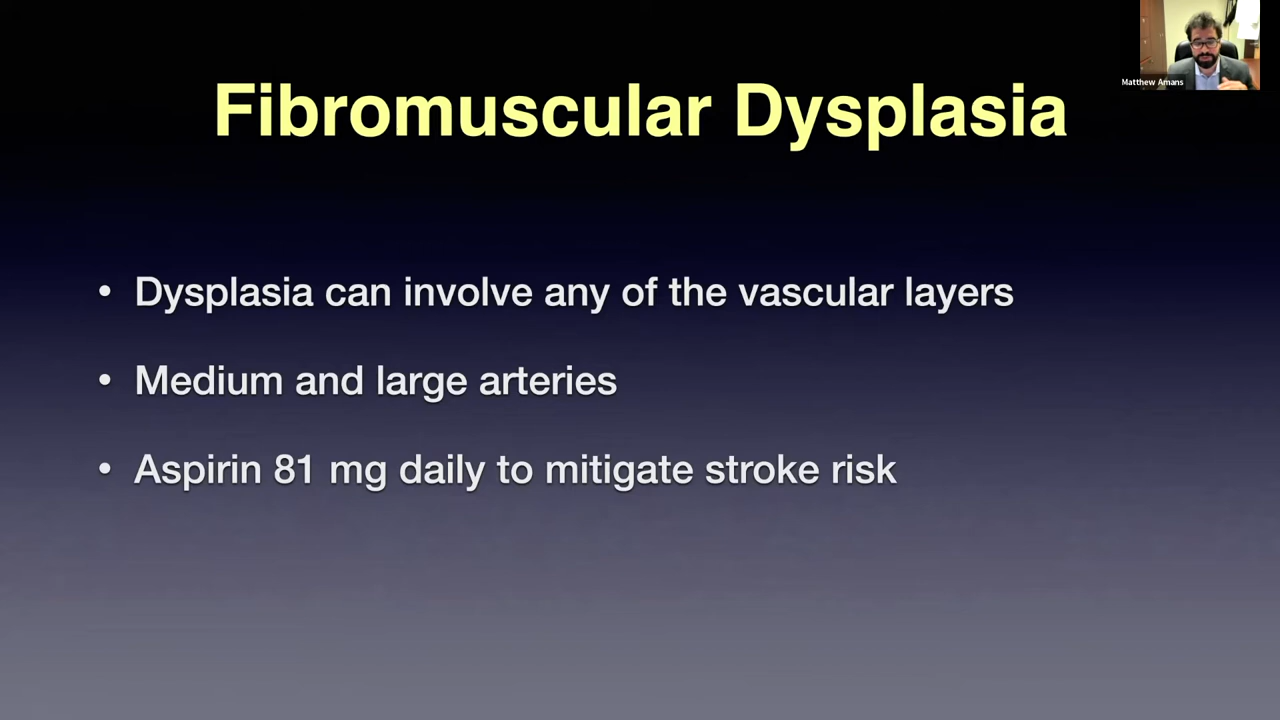 Matthew Amans
Fibromuscular Dysplasia
• Dysplasia can involve any of the vascular layers
• Medium and large arteries
• Aspirin 81 mg daily to mitigate stroke risk